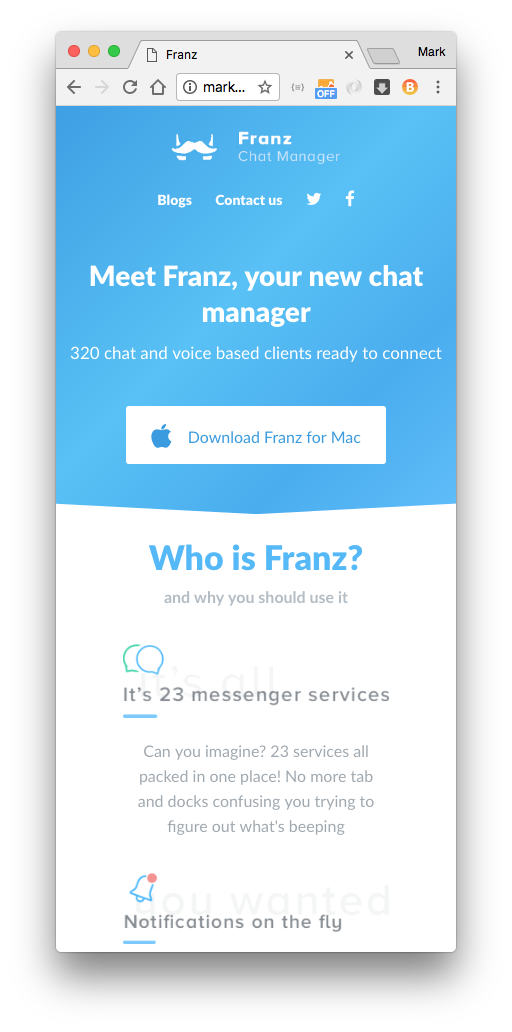 Franz
Mark
mark...
OFF
Franz
Chat Manager
Blogs
Contact us
Meet Franz, your new chat
manager
320 chat and voice based clients ready to connect
Download Franz for Mac
Who is Franz?
and why you should use it
It's all
It's 23 messenger services
Can you imagine? 23 services all
packed in one place! No more tab
and docks confusing you trying to
figure out what's beeping
you wanted
Notifications on the fly